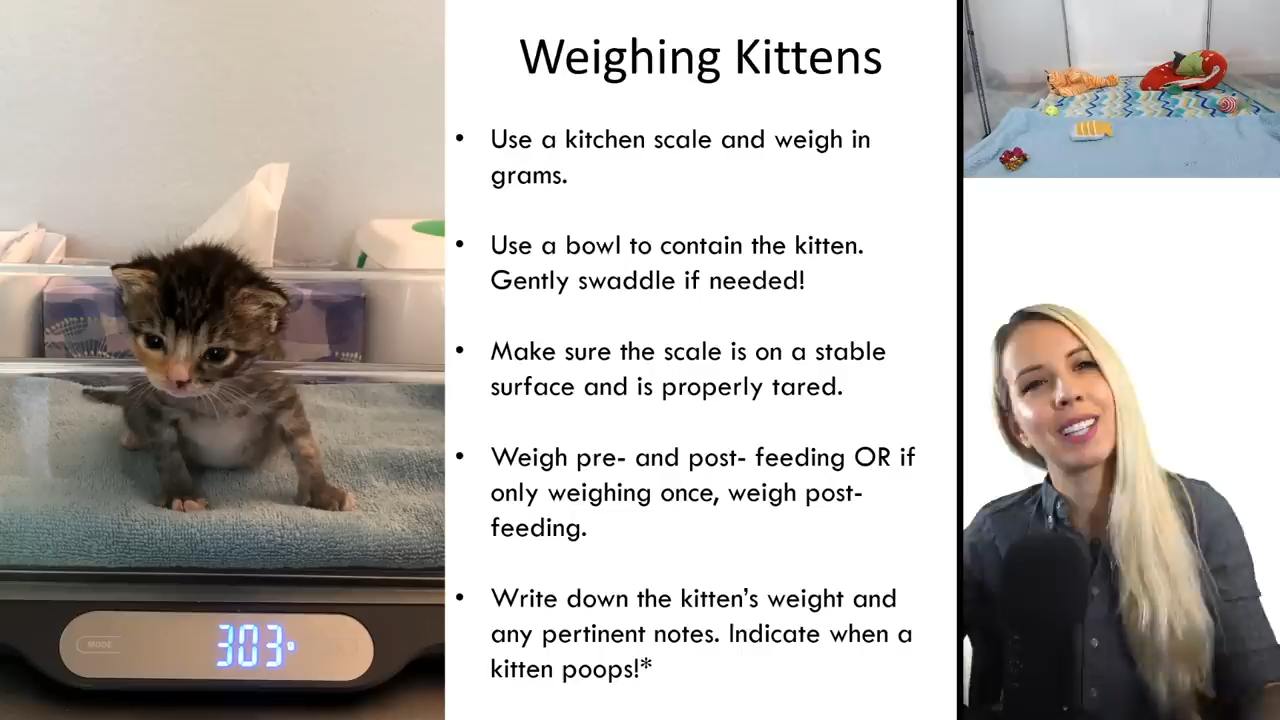 Weighing Kittens
• Use a kitchen scale and weigh in
grams.
• Use a bowl to contain the kitten.
Gently swaddle if needed!
• Make sure the scale is on a stable
surface and is properly tared.
• Weigh pre- and post- feeding OR if
only weighing once, weigh post-
feeding.
• Write down the kitten’s weight and
any pertinent notes. Indicate when a
kitten poops!*
MODE
303